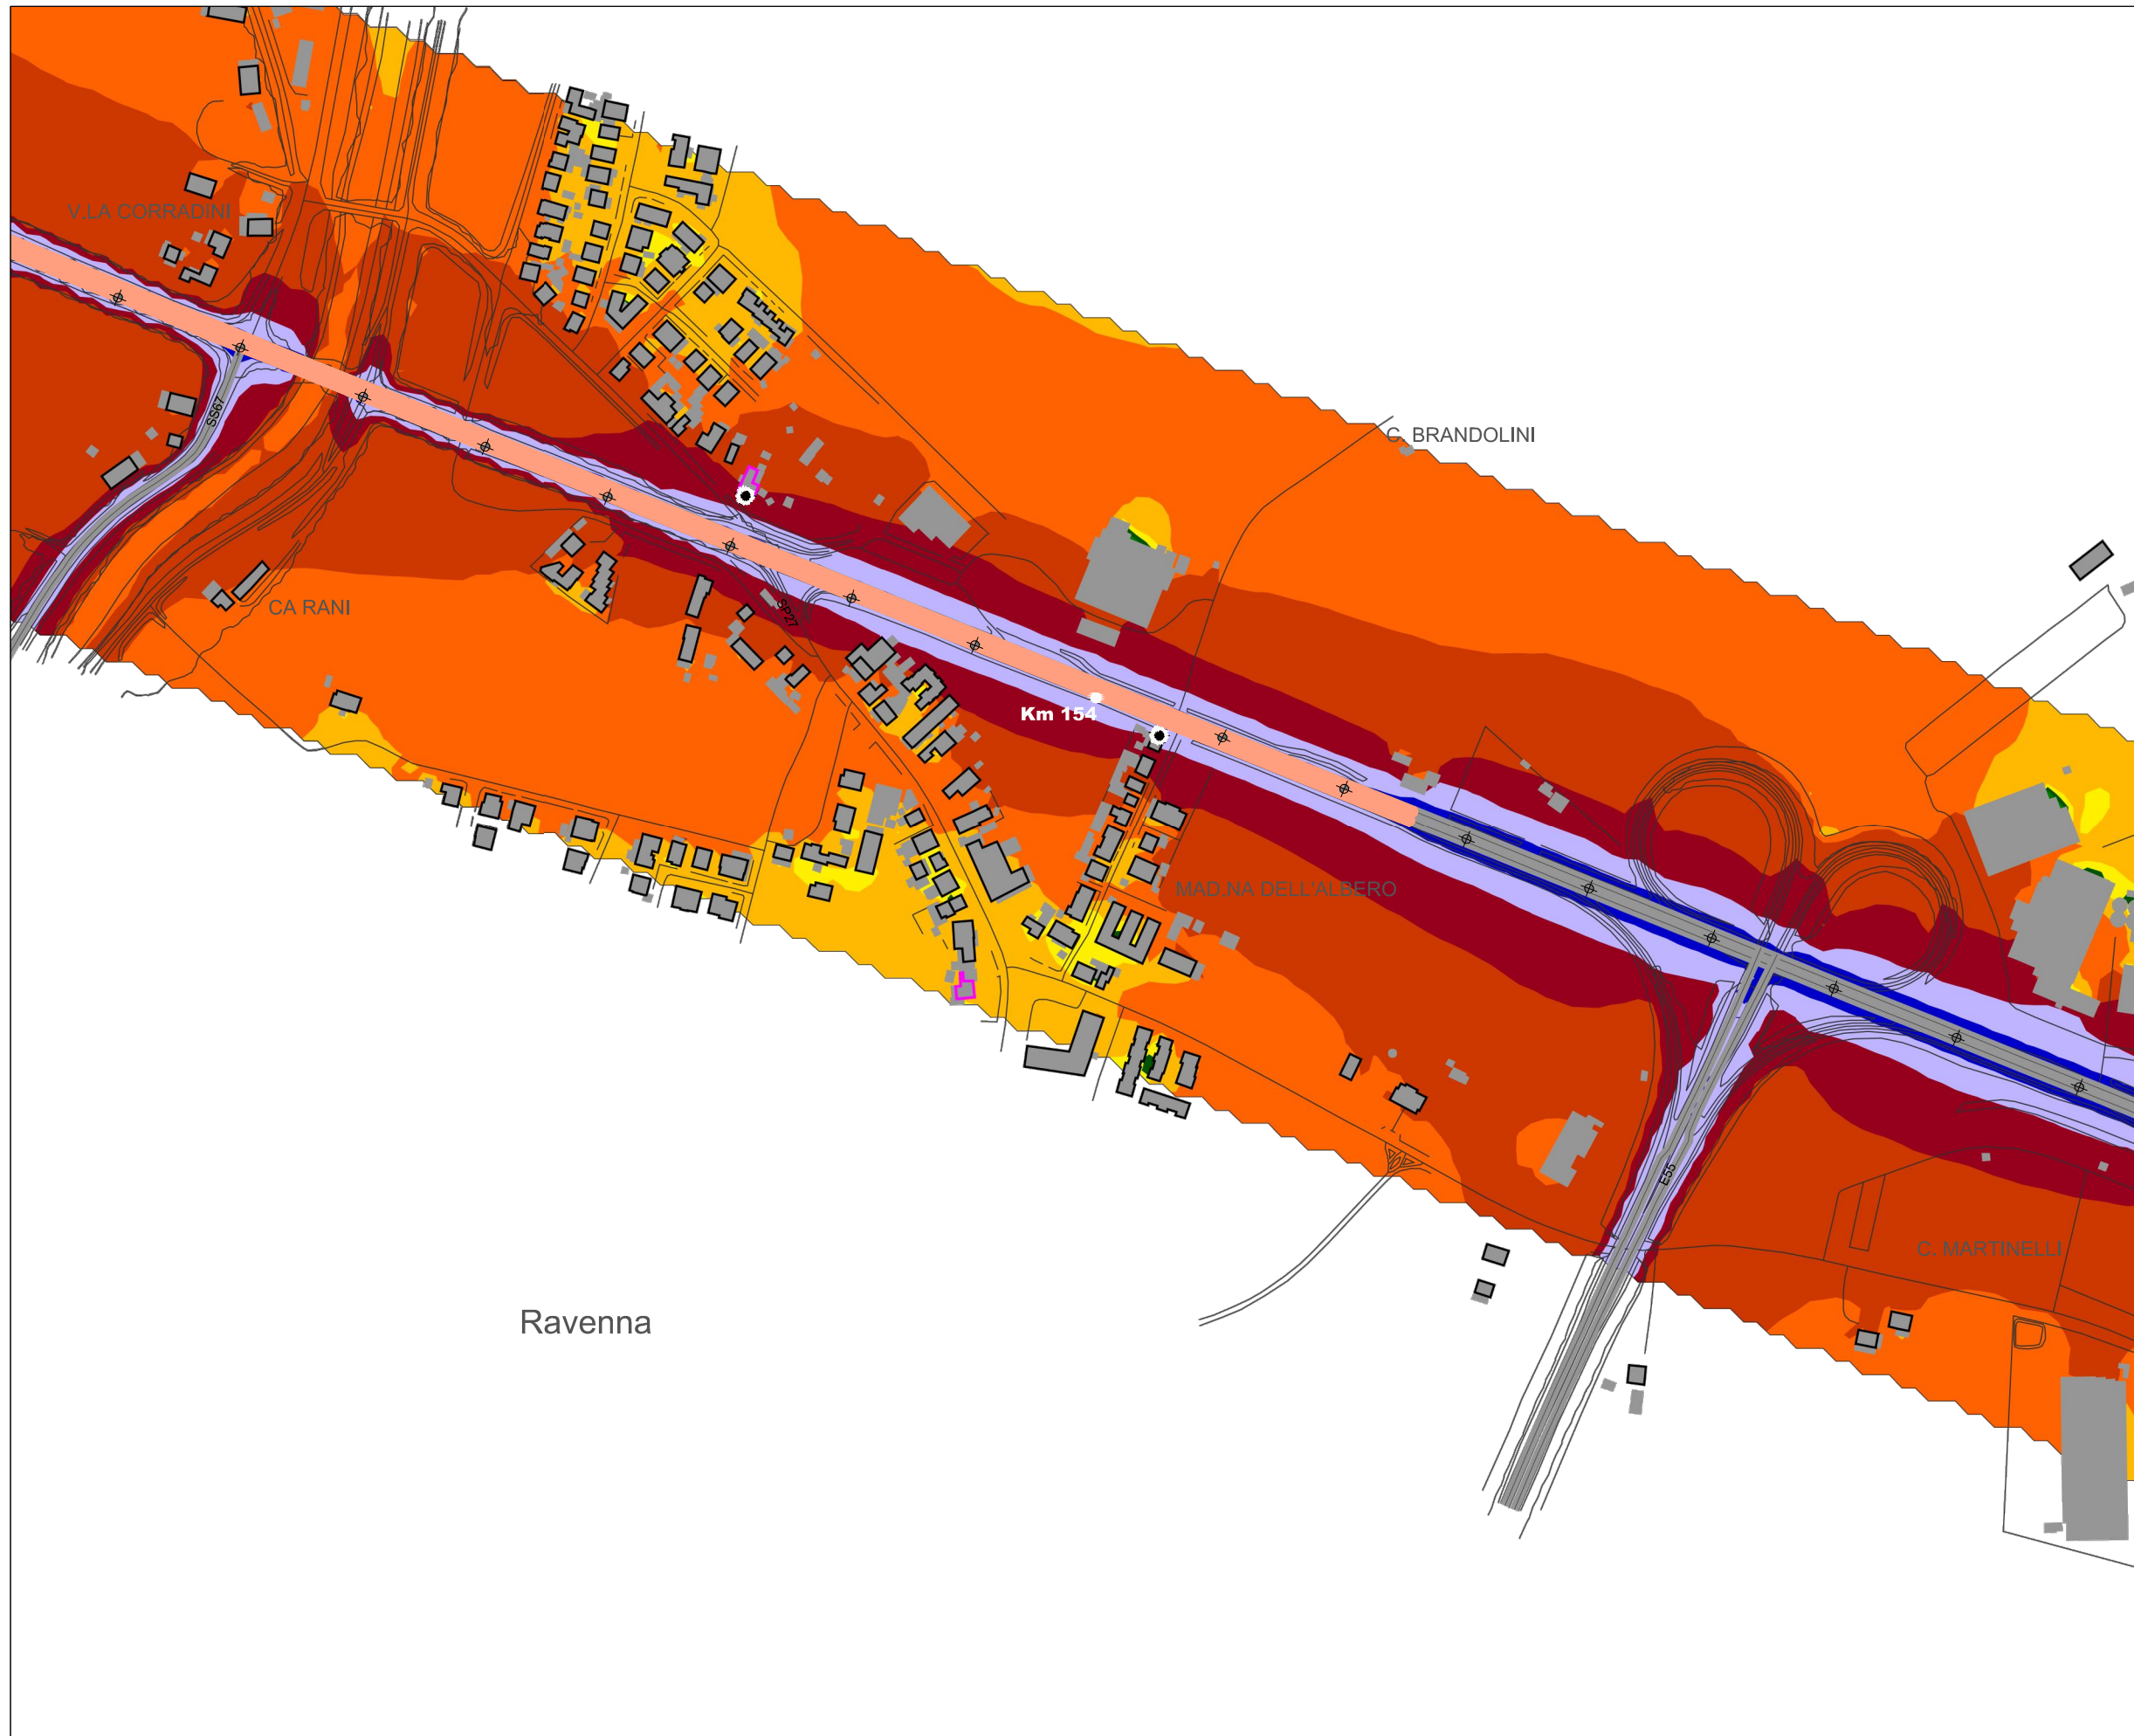 V.LA CORRADINI
SS67
C. BRANDOLINI
CA RANI
SP27
Km 154
MAD.NA DELL'ALBERO
E55
C. MARTINELLI
Ravenna